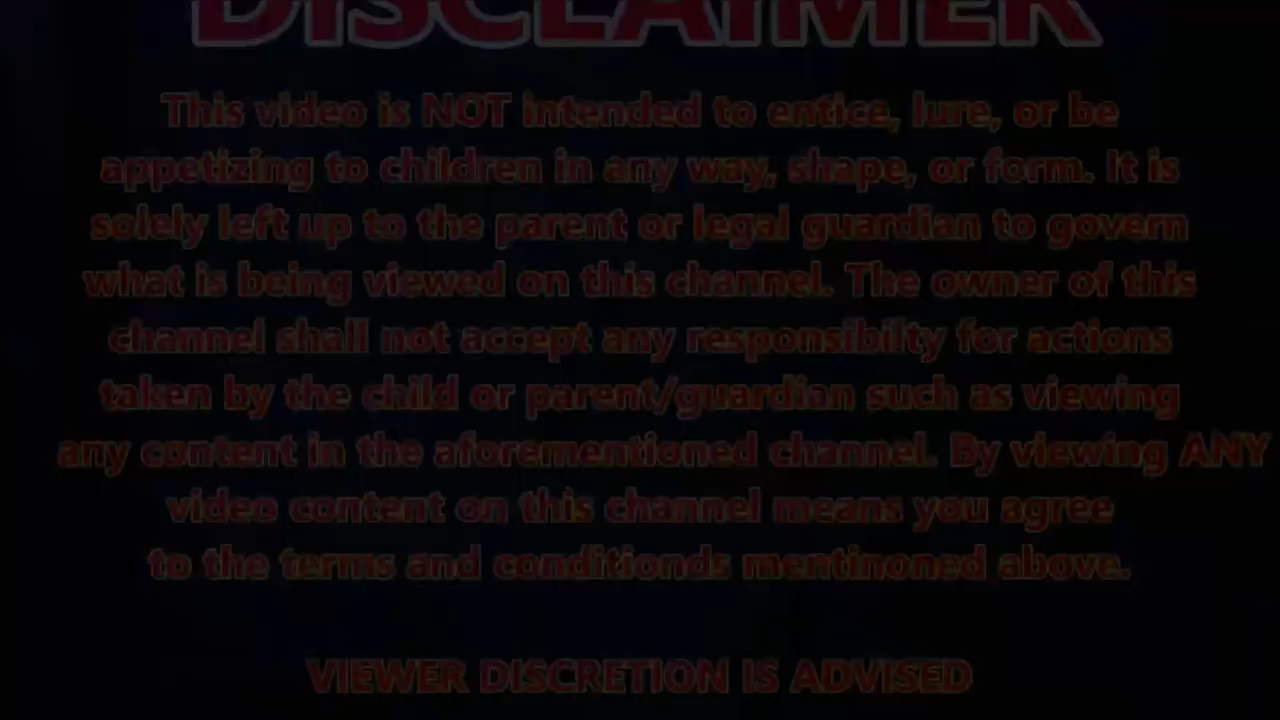 DISCLAIMER
This video is NOT intended to entice, lure, or be
appetizing to children in any way, shape, or form. It is
solely left up to the parent or legal guardian to govern
what is being viewed on this channel. The owner of this
channel shall not accept any responsibilty for actions
taken by the child or parent/guardian such as viewing
any content in the aforementioned channel. By viewing ANY
video content on this channel means you agree
to the terms and conditionds mentinoned above.
VIEWER DISCRETION IS ADVISED